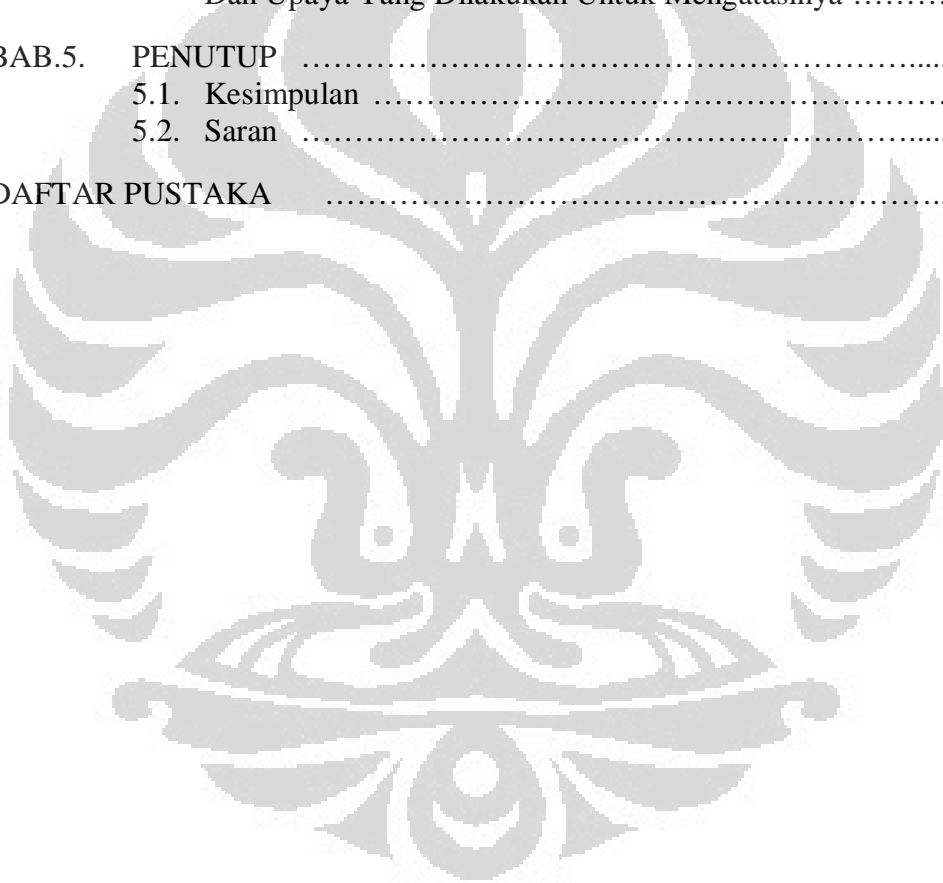 Dan Upaya Yang Dilakukan Untuk Mengatasinya ……….
BAB.5. PENUTUP …………………………………………………….....
5.1. Kesimpulan ………………………………………………
5.2. Saran …………………………………………………….....
DAFTAR PUSTAKA …………………………………………………..